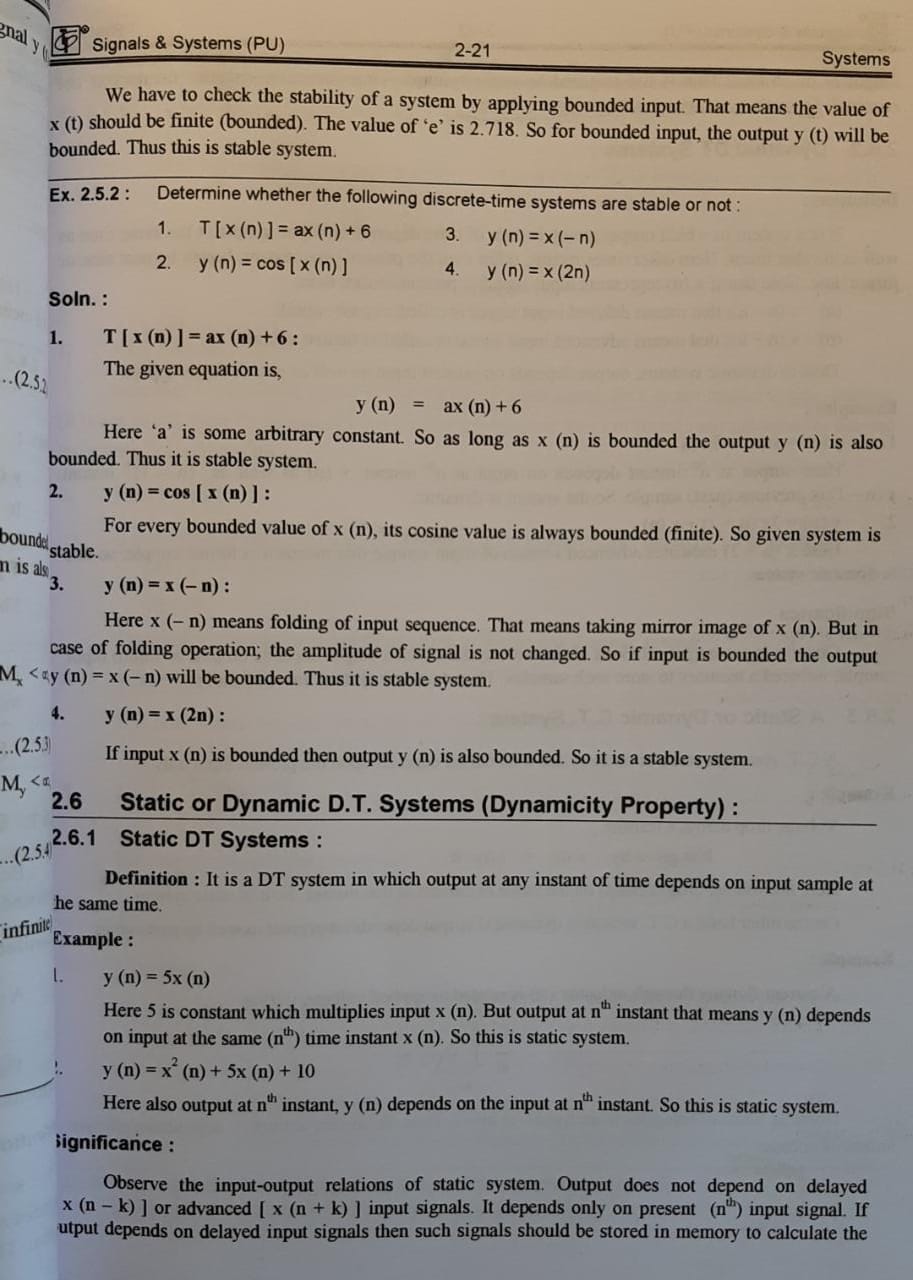 gnal y
Signals & Systems (PU) 2-21 Systems
We have to check the stability of a system by applying bounded input. That means the value of
x (t) should be finite (bounded). The value of ‘e’ is 2.718. So for bounded input, the output y (t) will be
bounded. Thus this is stable system.
Ex. 2.5.2 : Determine whether the following discrete-time systems are stable or not :
1. T [ x (n) ] = ax (n) + 6 3. y (n) = x (– n)
2. y (n) = cos [ x (n) ] 4. y (n) = x (2n)
Soln. :
1. T [ x (n) ] = ax (n) + 6 :
The given equation is,
...(2.5.2
y (n) = ax (n) + 6
Here ‘a’ is some arbitrary constant. So as long as x (n) is bounded the output y (n) is also
bounded. Thus it is stable system.
2. y (n) = cos [ x (n) ] :
For every bounded value of x (n), its cosine value is always bounded (finite). So given system is
bounded
stable.
n is als
3. y (n) = x (– n) :
Here x (– n) means folding of input sequence. That means taking mirror image of x (n). But in
case of folding operation; the amplitude of signal is not changed. So if input is bounded the output
Mx <
y (n) = x (– n) will be bounded. Thus it is stable system.
4. y (n) = x (2n) :
...(2.5.3)
If input x (n) is bounded then output y (n) is also bounded. So it is a stable system.
My <
2.6 Static or Dynamic D.T. Systems (Dynamicity Property) :
2.6.1 Static DT Systems :
...(2.5.4
Definition : It is a DT system in which output at any instant of time depends on input sample at
he same time.
infinite
Example :
1. y (n) = 5x (n)
Here 5 is constant which multiplies input x (n). But output at nᵗʰ instant that means y (n) depends
on input at the same (nᵗʰ) time instant x (n). So this is static system.
2. y (n) = x² (n) + 5x (n) + 10
Here also output at nᵗʰ instant, y (n) depends on the input at nᵗʰ instant. So this is static system.
Significance :
Observe the input-output relations of static system. Output does not depend on delayed
x (n – k) ] or advanced [ x (n + k) ] input signals. It depends only on present (nᵗʰ) input signal. If
utput depends on delayed input signals then such signals should be stored in memory to calculate the